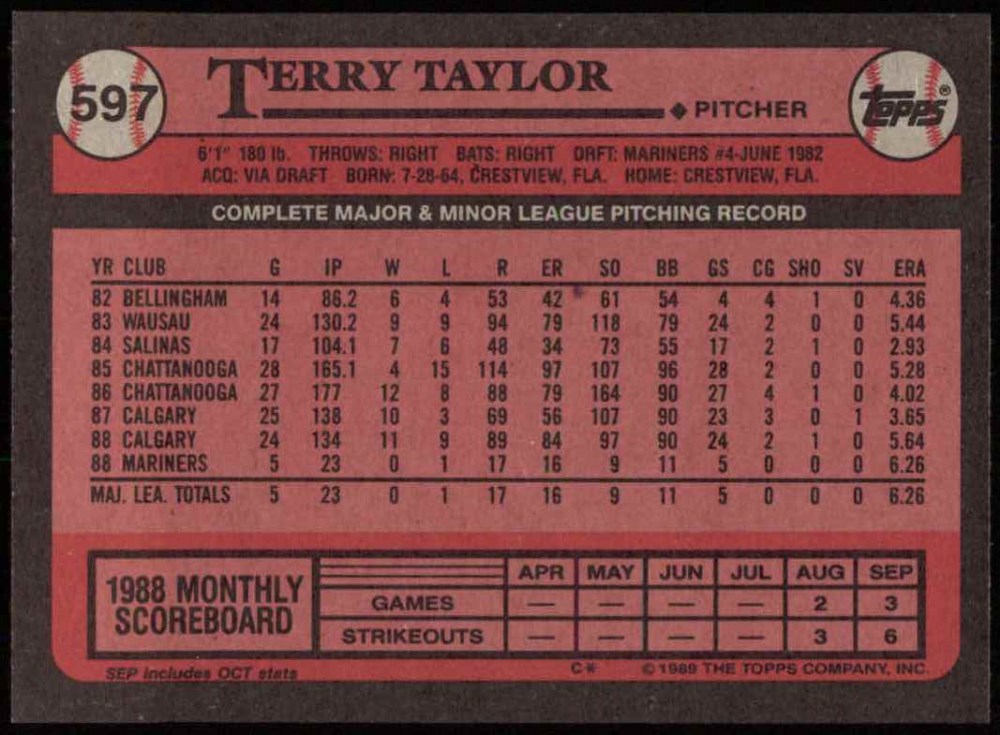 597
TERRY TAYLOR
◆ PITCHER
TOPPS®
6'1" 180 lb. THROWS: RIGHT BATS: RIGHT DRFT: MARINERS #4-JUNE 1982
ACQ: VIA DRAFT BORN: 7-28-64, CRESTVIEW, FLA. HOME: CRESTVIEW, FLA.
COMPLETE MAJOR & MINOR LEAGUE PITCHING RECORD
YR CLUB G IP W L R ER SO BB GS CG SHO SV ERA
82 BELLINGHAM 14 86.2 6 4 53 42 61 54 4 4 1 0 4.36
83 WAUSAU 24 130.2 9 9 94 79 118 79 24 2 0 0 5.44
84 SALINAS 17 104.1 7 6 48 34 73 55 17 2 1 0 2.93
85 CHATTANOOGA 28 165.1 4 15 114 97 107 96 28 2 0 0 5.28
86 CHATTANOOGA 27 177 12 8 88 79 164 90 27 4 1 0 4.02
87 CALGARY 25 138 10 3 69 56 107 90 23 3 0 1 3.65
88 CALGARY 24 134 11 9 89 84 97 90 24 2 1 0 5.64
88 MARINERS 5 23 0 1 17 16 9 11 5 0 0 0 6.26
MAJ. LEA. TOTALS 5 23 0 1 17 16 9 11 5 0 0 0 6.26
1988 MONTHLY
SCOREBOARD
APR MAY JUN JUL AUG SEP
GAMES — — — — 2 3
STRIKEOUTS — — — — 3 6
SEP includes OCT stats
C* © 1989 THE TOPPS COMPANY, INC.